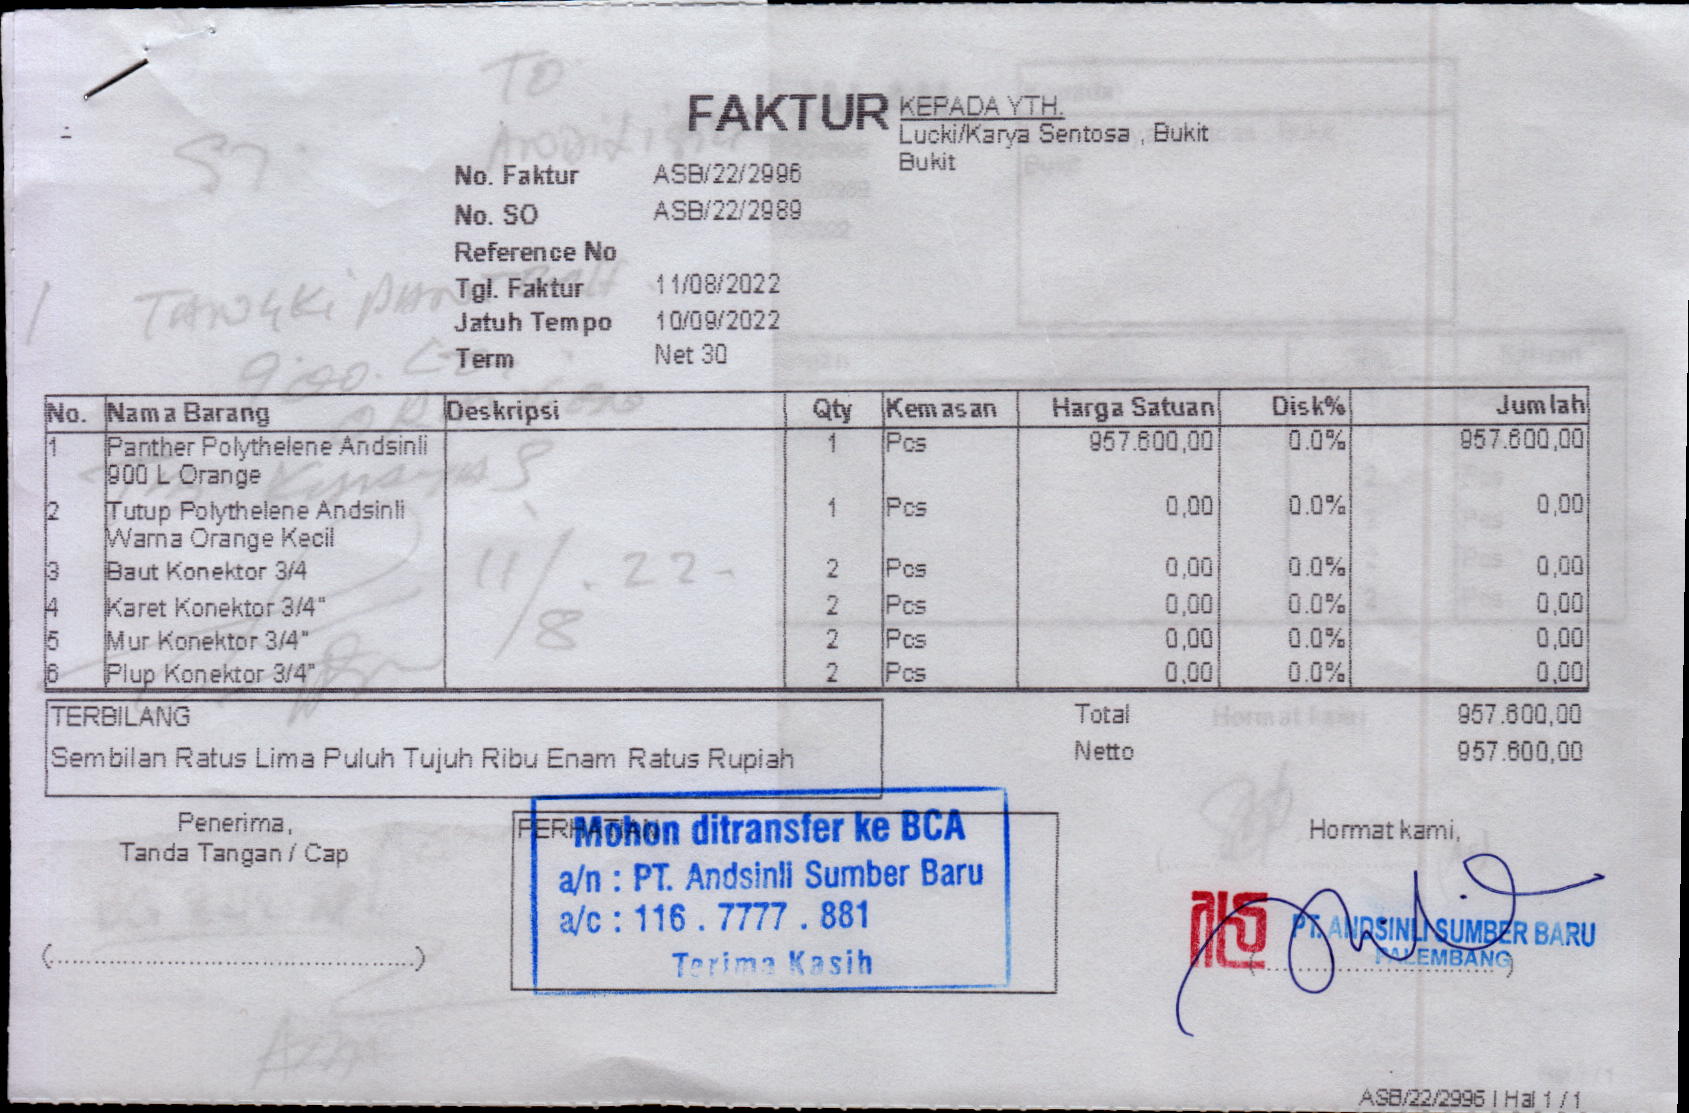 FAKTUR
KEPADA YTH.
Lucki/Karya Sentosa , Bukit
Bukit
No. Faktur ASB/22/2996
No. SO ASB/22/2989
Reference No
Tgl. Faktur 11/08/2022
Jatuh Tempo 10/09/2022
Term Net 30
No. Nama Barang Deskripsi Qty Kemasan Harga Satuan Disk% Jumlah
1 Panther Polythelene Andsinli 1 Pcs 957.600,00 0.0% 957.600,00
900 L Orange
2 Tutup Polythelene Andsinli 1 Pcs 0,00 0.0% 0,00
Warna Orange Kecil
3 Baut Konektor 3/4 2 Pcs 0,00 0.0% 0,00
4 Karet Konektor 3/4" 2 Pcs 0,00 0.0% 0,00
5 Mur Konektor 3/4" 2 Pcs 0,00 0.0% 0,00
6 Plup Konektor 3/4" 2 Pcs 0,00 0.0% 0,00
11/8.22-
TERBILANG
Sembilan Ratus Lima Puluh Tujuh Ribu Enam Ratus Rupiah
Total 957.600,00
Netto 957.600,00
Penerima,
Tanda Tangan / Cap
PERHATIAN
Mohon ditransfer ke BCA
a/n : PT. Andsinli Sumber Baru
a/c : 116 . 7777 . 881
Terima Kasih
Hormat kami,
PT. ANDSINLI SUMBER BARU
PALEMBANG
ASB/22/2996 | Hal 1 / 1